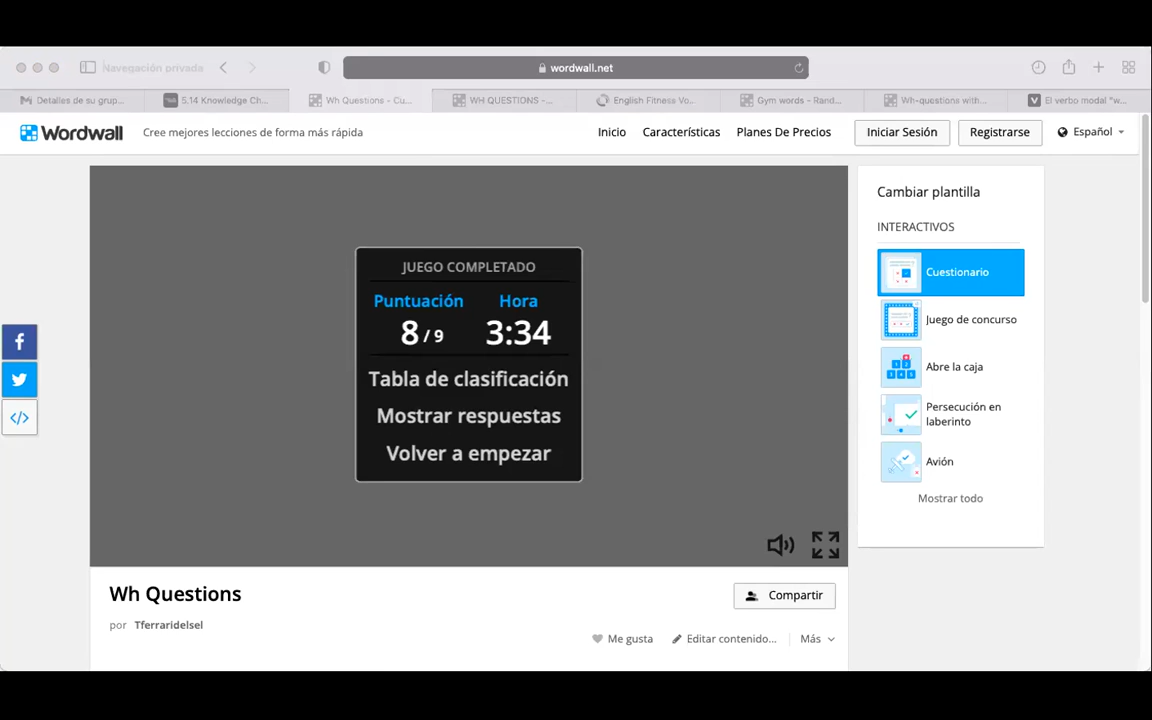 Navegación privada
wordwall.net
Detalles de su grup...
5.14 Knowledge Ch...
Wh Questions - Cu...
WH QUESTIONS -...
English Fitness Vo...
Gym words - Rand...
Wh-questions with...
El verbo modal "w...
Wordwall
Cree mejores lecciones de forma más rápida
Inicio
Características
Planes De Precios
Iniciar Sesión
Registrarse
Español
JUEGO COMPLETADO
Puntuación Hora
8/9 3:34
Tabla de clasificación
Mostrar respuestas
Volver a empezar
Cambiar plantilla
INTERACTIVOS
Cuestionario
Juego de concurso
Abre la caja
Persecución en
laberinto
Avión
Mostrar todo
Wh Questions
Compartir
por Tferraridelsel
Me gusta
Editar contenido...
Más